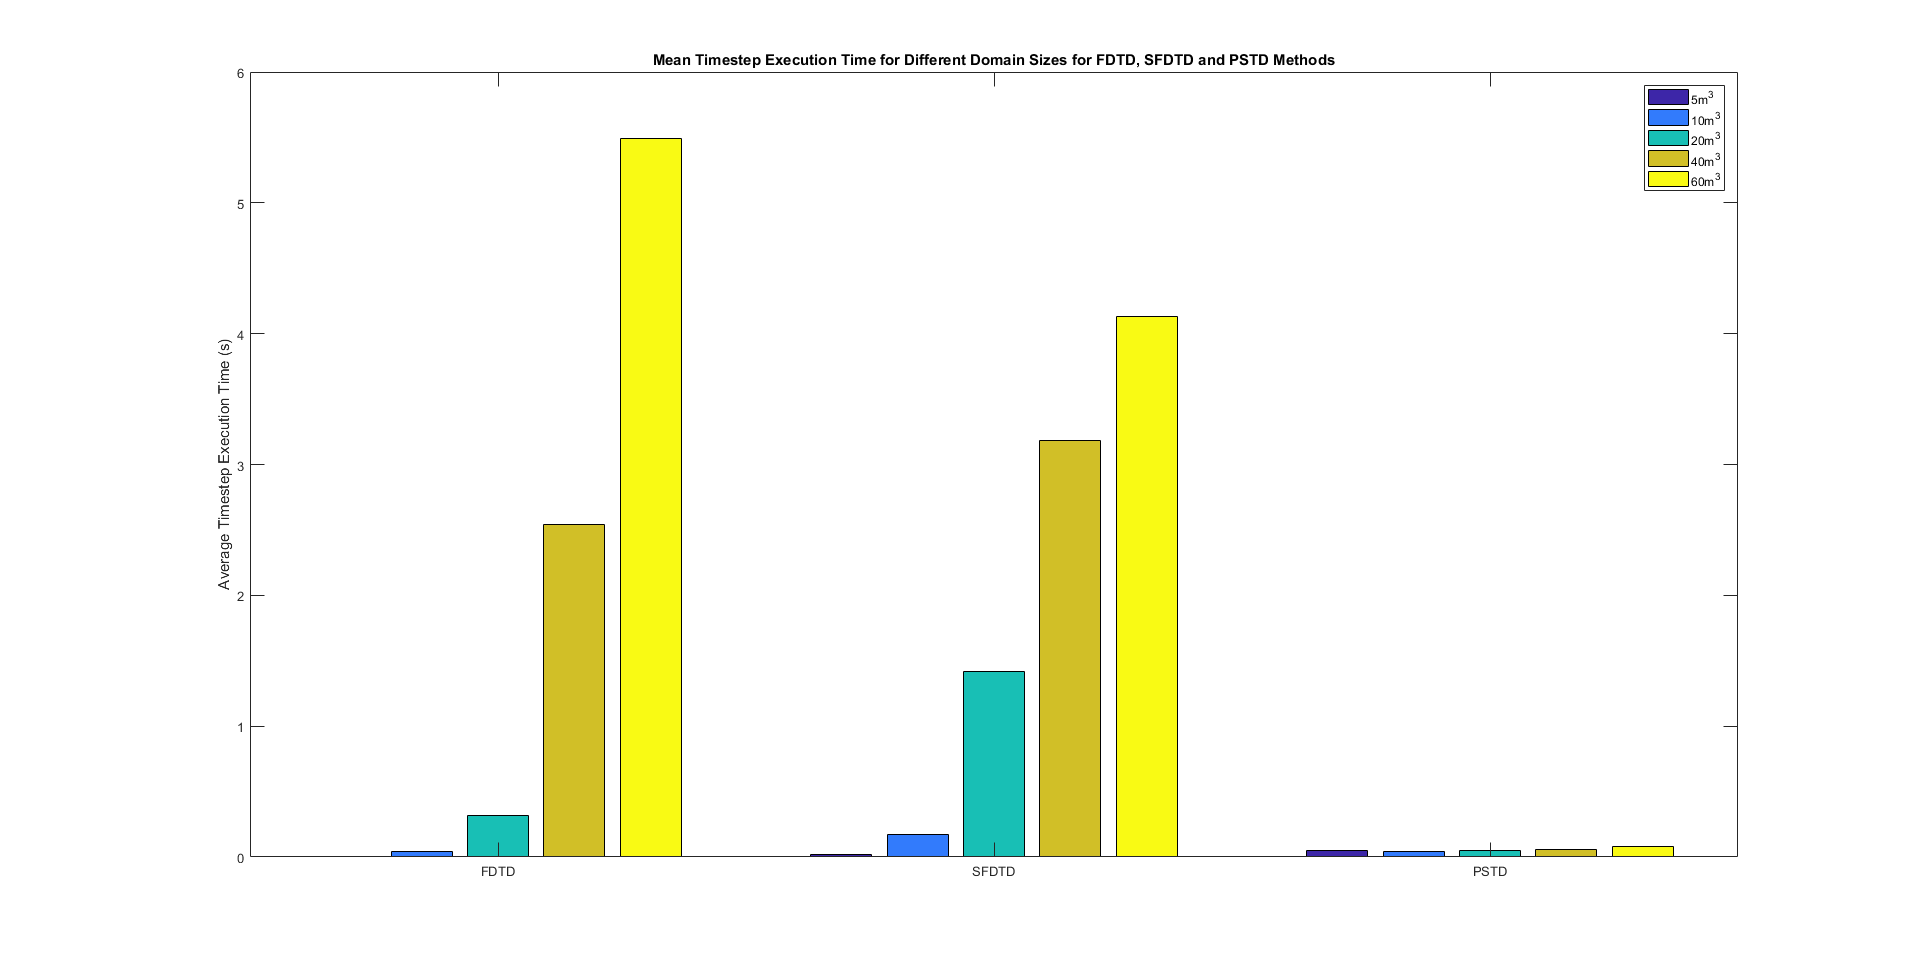 Mean Timestep Execution Time for Different Domain Sizes for FDTD, SFDTD and PSTD Methods
6
5
4
3
2
1
0
Average Timestep Execution Time (s)
5m³
10m³
20m³
40m³
60m³
FDTD
SFDTD
PSTD